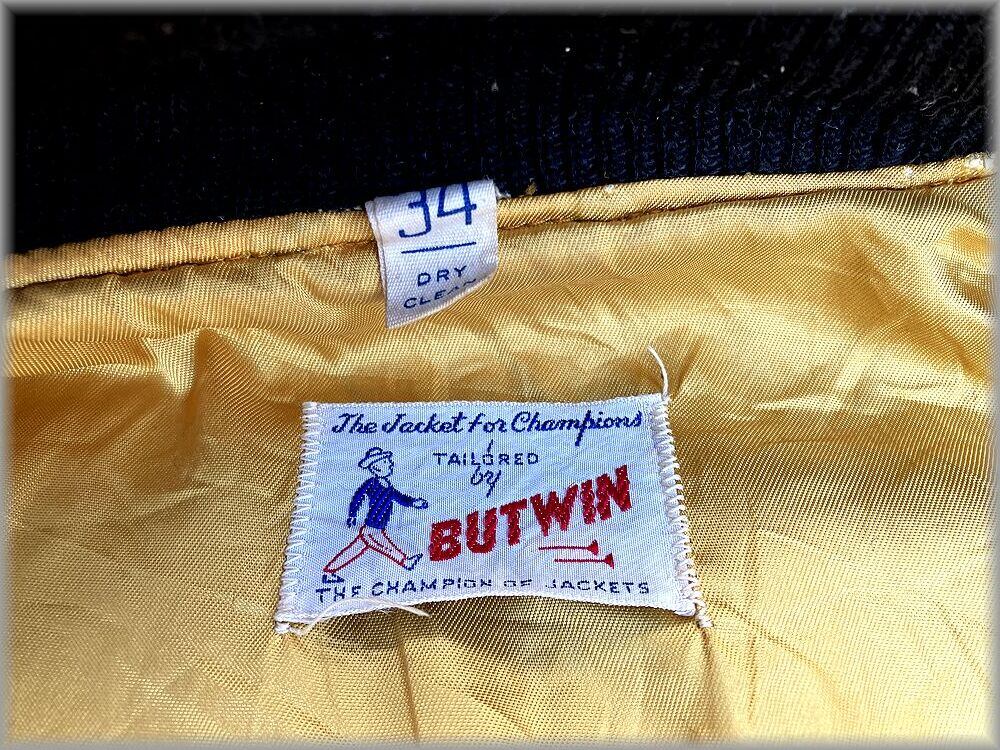 34
DRY
CLEAN
The Jacket for Champions
TAILORED
by
BUTWIN
THE CHAMPION OF JACKETS